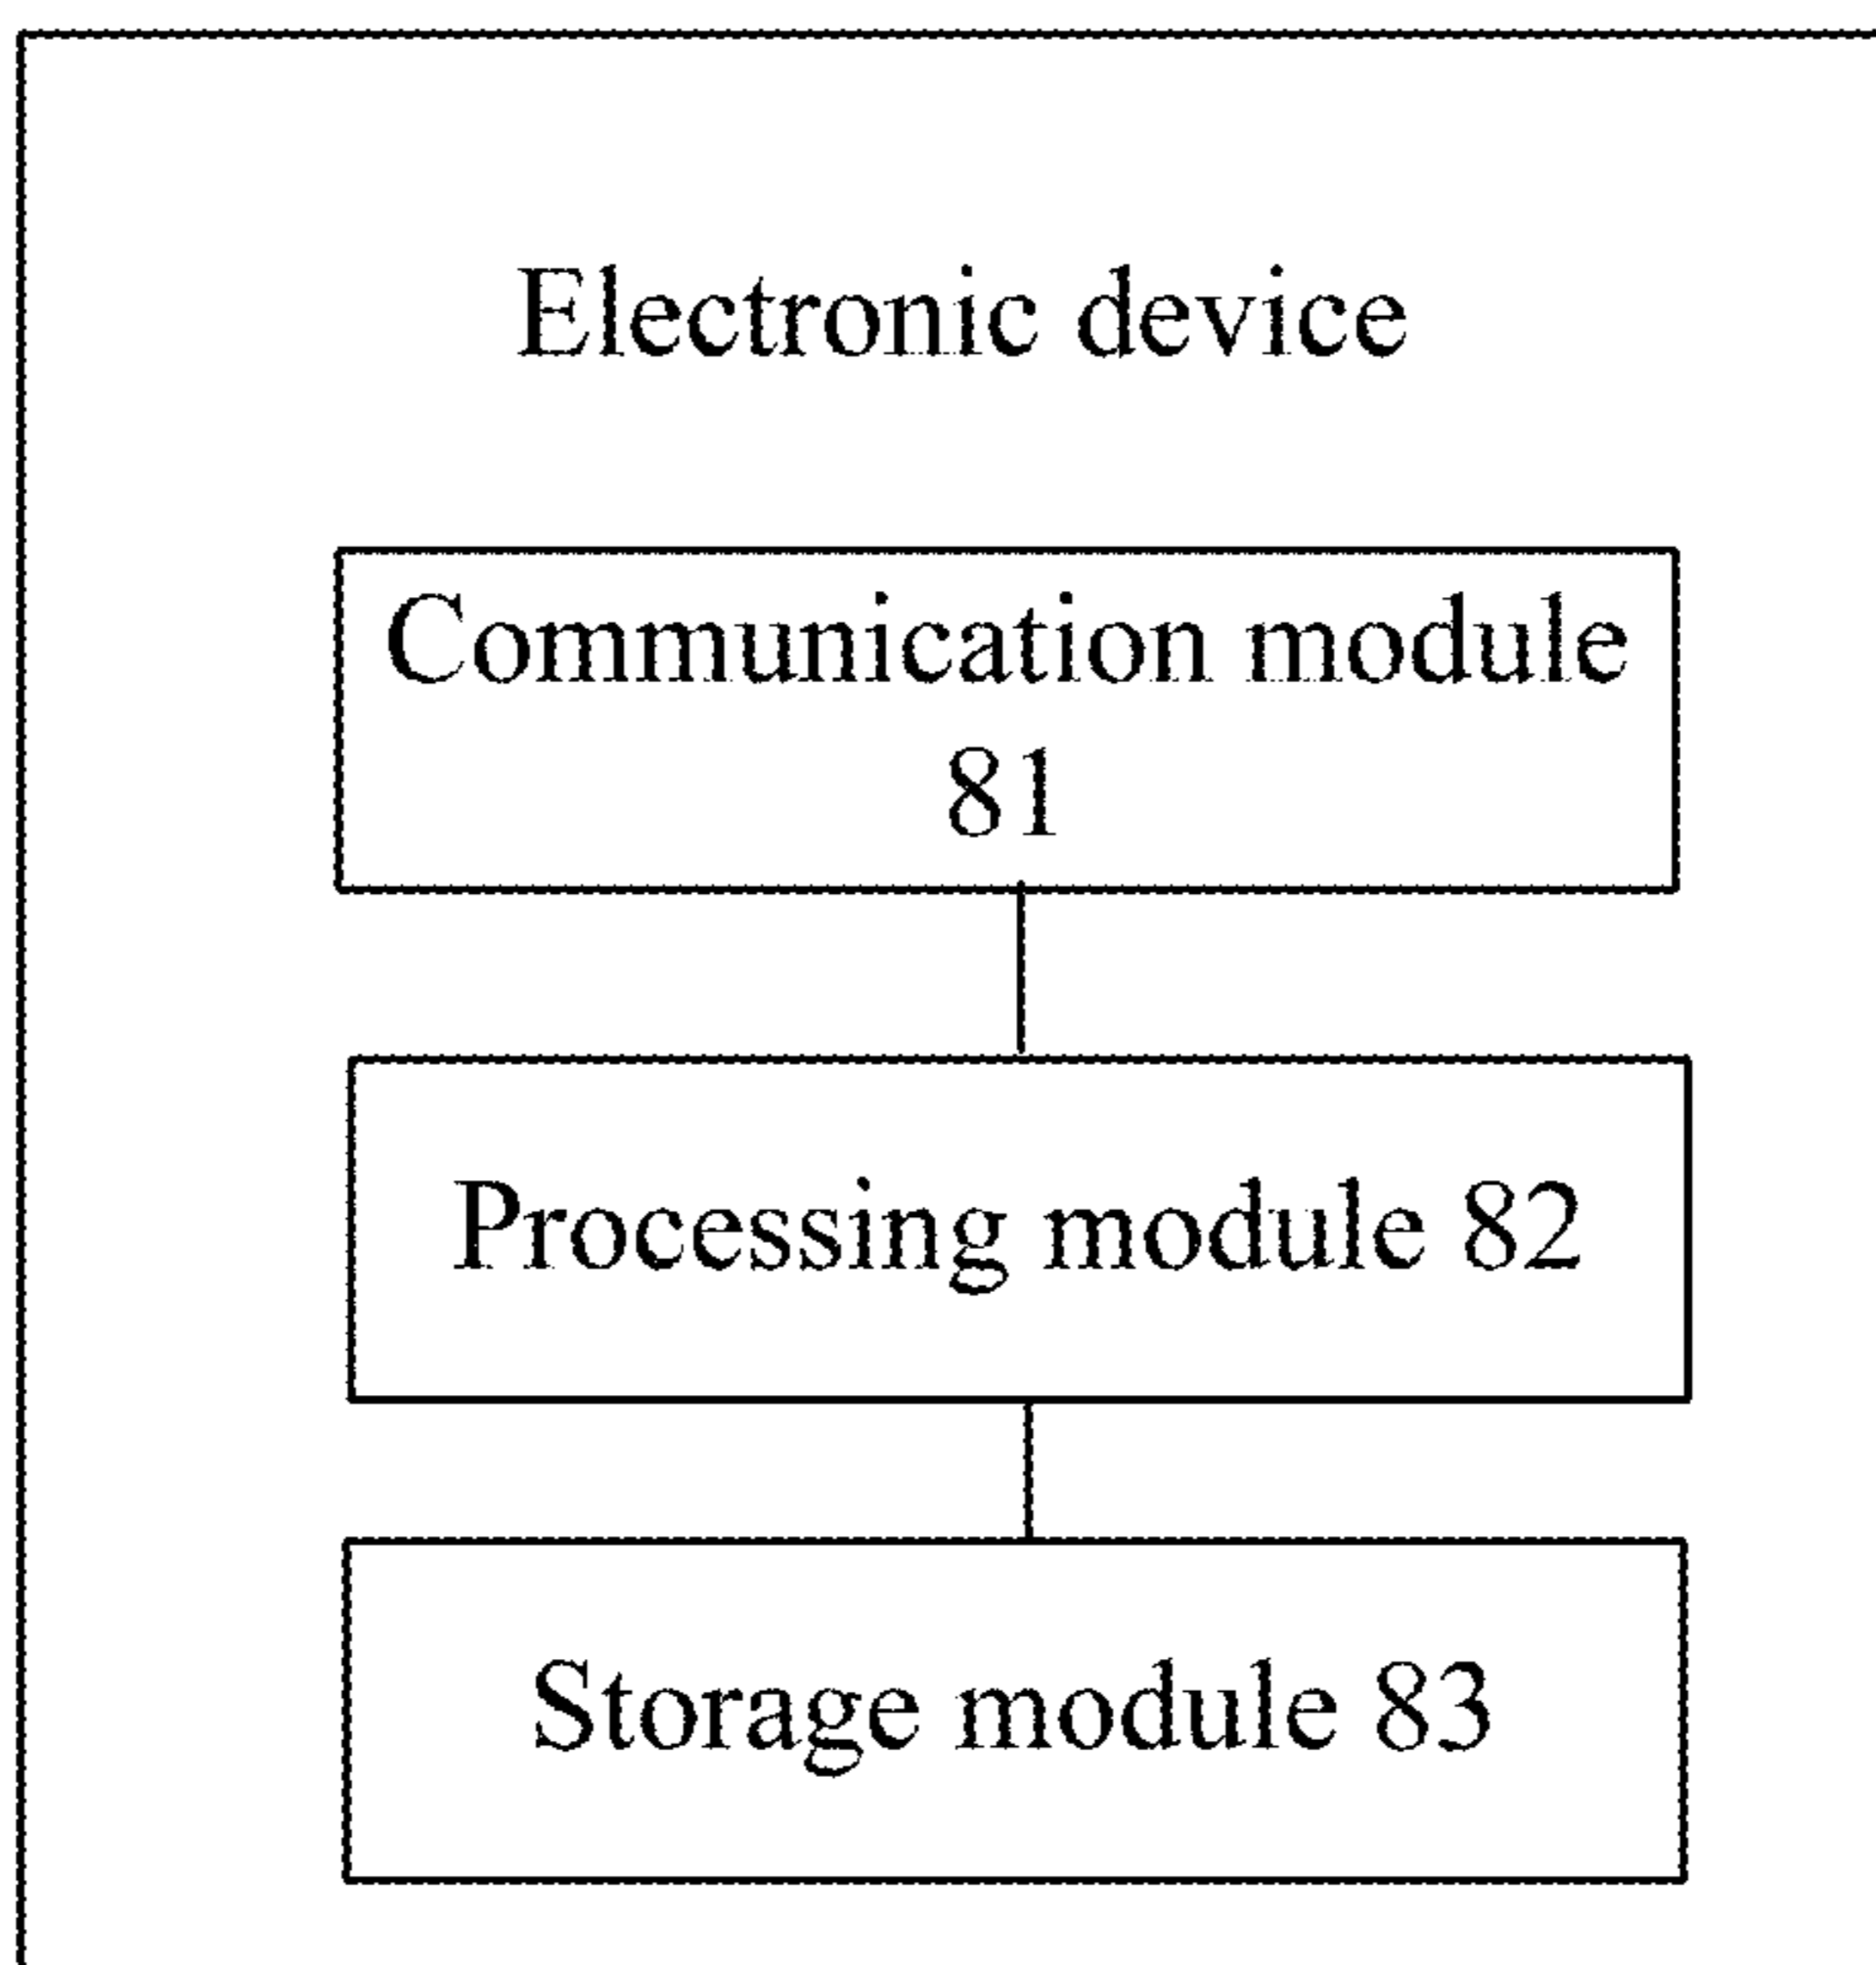 Electronic device
Communication module
81
Processing module 82
Storage module 83